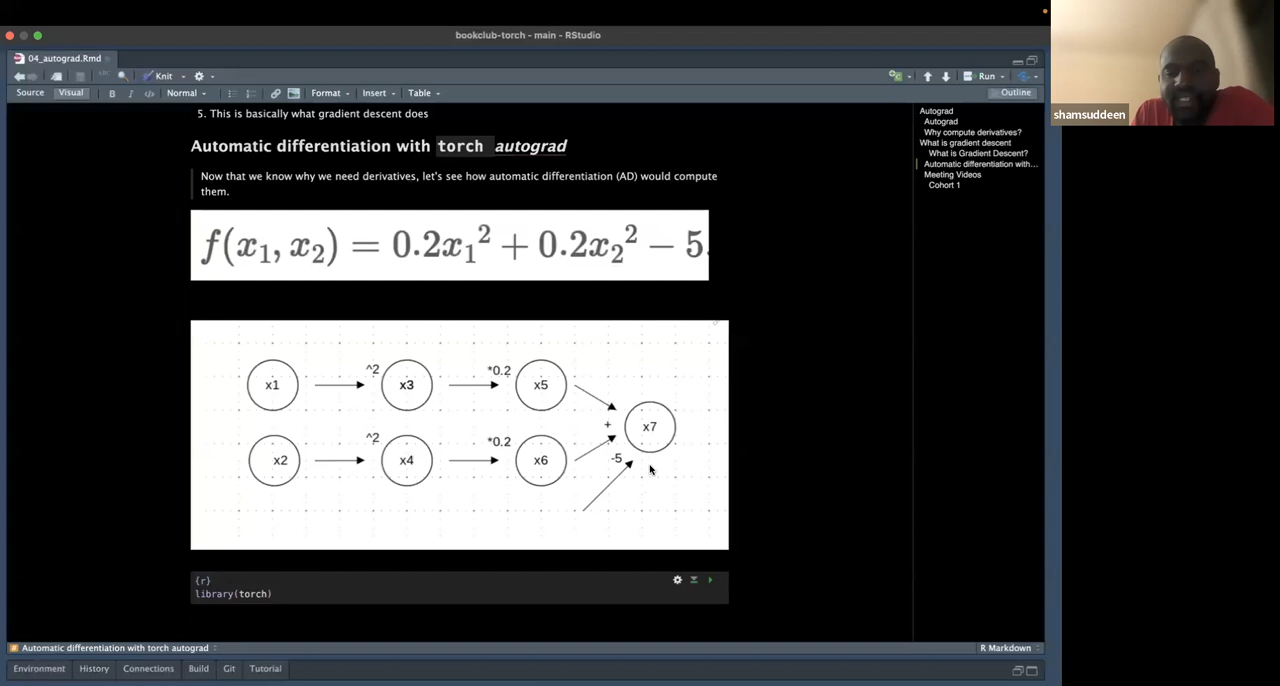 bookclub-torch - main - RStudio
04_autograd.Rmd
Knit
Run
Source Visual B I </> Normal Format Insert Table Outline
5. This is basically what gradient descent does
Automatic differentiation with torch autograd
Now that we know why we need derivatives, let's see how automatic differentiation (AD) would compute
them.
f(x₁, x₂) = 0.2x₁² + 0.2x₂² − 5
^2 *0.2
x1 x3 x5
+ x7
^2 *0.2
-5
x2 x4 x6
{r}
library(torch)
Autograd
Autograd
Why compute derivatives?
What is gradient descent
What is Gradient Descent?
Automatic differentiation with...
Meeting Videos
Cohort 1
shamsuddeen
# Automatic differentiation with torch autograd
R Markdown
Environment History Connections Build Git Tutorial